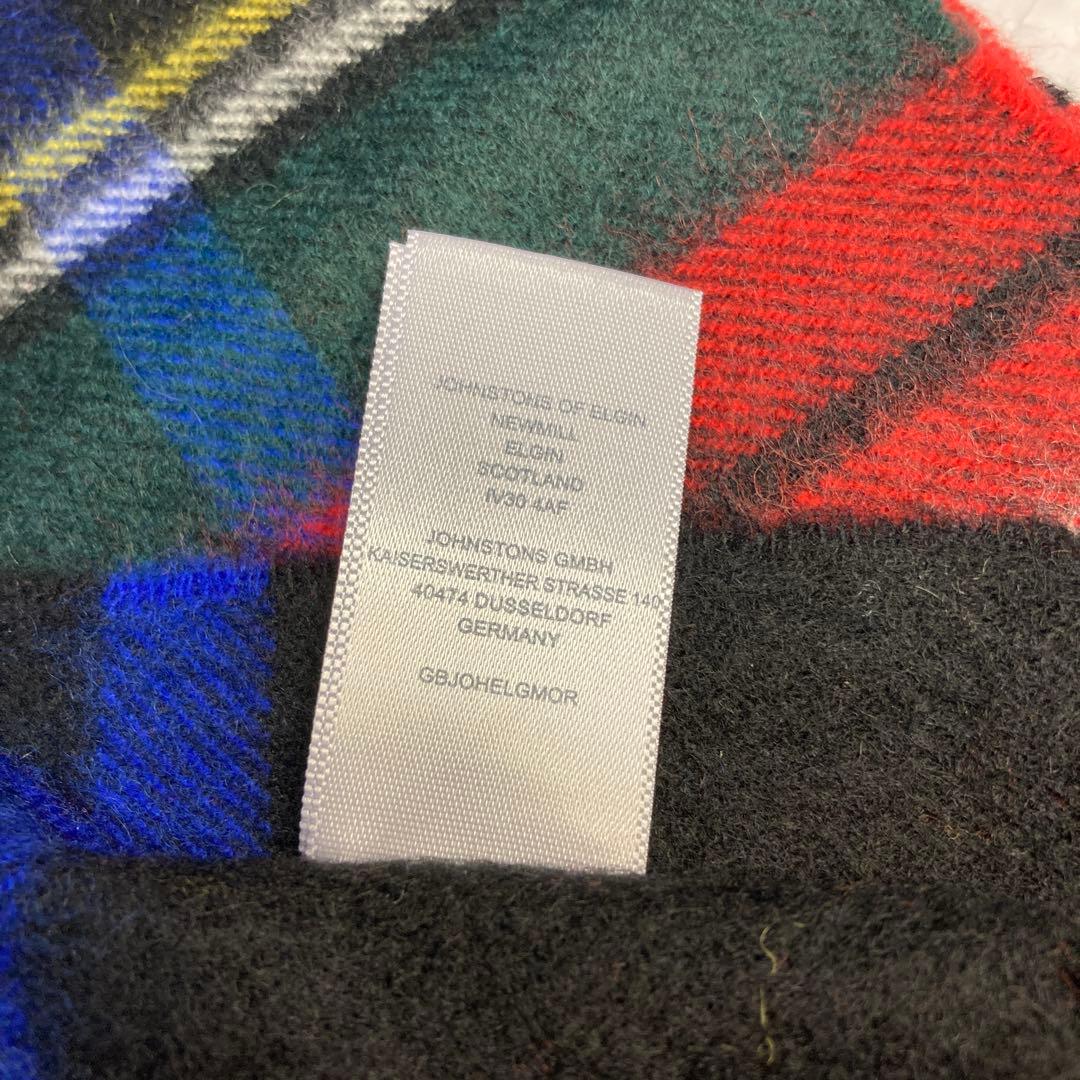 JOHNSTONS OF ELGIN
NEWMILL
ELGIN
SCOTLAND
IV30 4AF
JOHNSTONS GMBH
KAISERSWERTHER STRASSE 140
40474 DUSSELDORF
GERMANY
GBJOHELGMOR